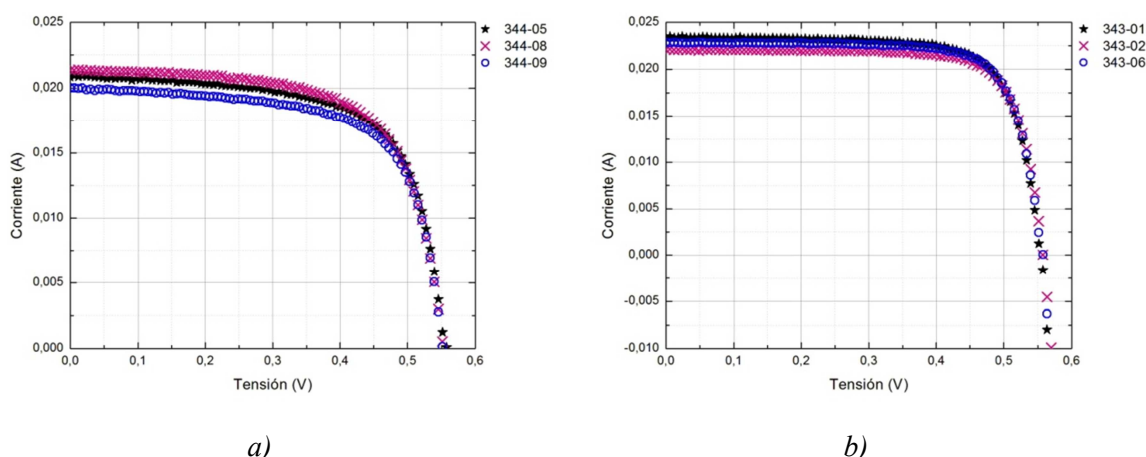 0,025
0,020
0,015
0,010
0,005
0,000
Corriente (A)
0,0 0,1 0,2 0,3 0,4 0,5 0,6
Tensión (V)
344-05
344-08
344-09
a)
0,025
0,020
0,015
0,010
0,005
0,000
-0,005
-0,010
Corriente (A)
0,0 0,1 0,2 0,3 0,4 0,5 0,6
Tensión (V)
343-01
343-02
343-06
b)